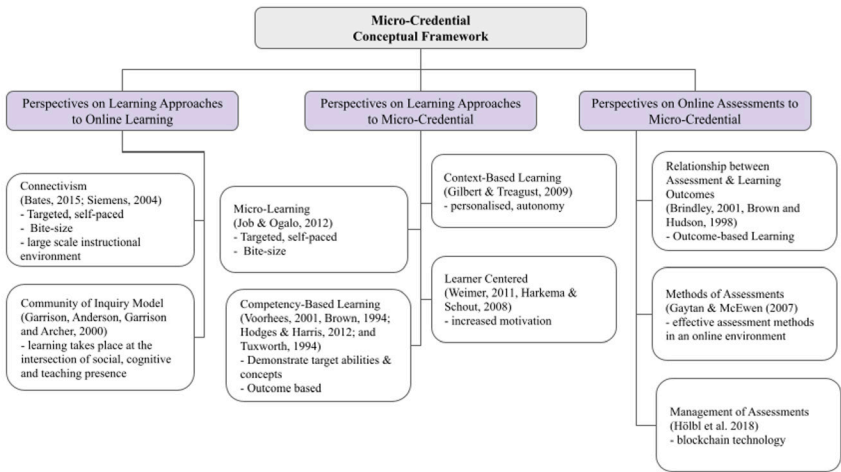 Micro-Credential
Conceptual Framework
Perspectives on Learning Approaches
to Online Learning
Connectivism
(Bates, 2015; Siemens, 2004)
- Targeted, self-paced
- Bite-size
- large scale instructional
environment
Community of Inquiry Model
(Garrison, Anderson, Garrison
and Archer, 2000)
- learning takes place at the
intersection of social, cognitive
and teaching presence
Perspectives on Learning Approaches
to Micro-Credential
Micro-Learning
(Job & Ogalo, 2012)
- Targeted, self-paced
- Bite-size
Competency-Based Learning
(Voorhees, 2001, Brown, 1994;
Hodges & Harris, 2012; and
Tuxworth, 1994)
- Demonstrate target abilities &
concepts
- Outcome based
Context-Based Learning
(Gilbert & Treagust, 2009)
- personalised, autonomy
Learner Centered
(Weimer, 2011, Harkema &
Schout, 2008)
- increased motivation
Perspectives on Online Assessments to
Micro-Credential
Relationship between
Assessment & Learning
Outcomes
(Brindley, 2001, Brown and
Hudson, 1998)
- Outcome-based Learning
Methods of Assessments
(Gaytan & McEwen (2007)
- effective assessment methods
in an online environment
Management of Assessments
(Hölbl et al. 2018)
- blockchain technology